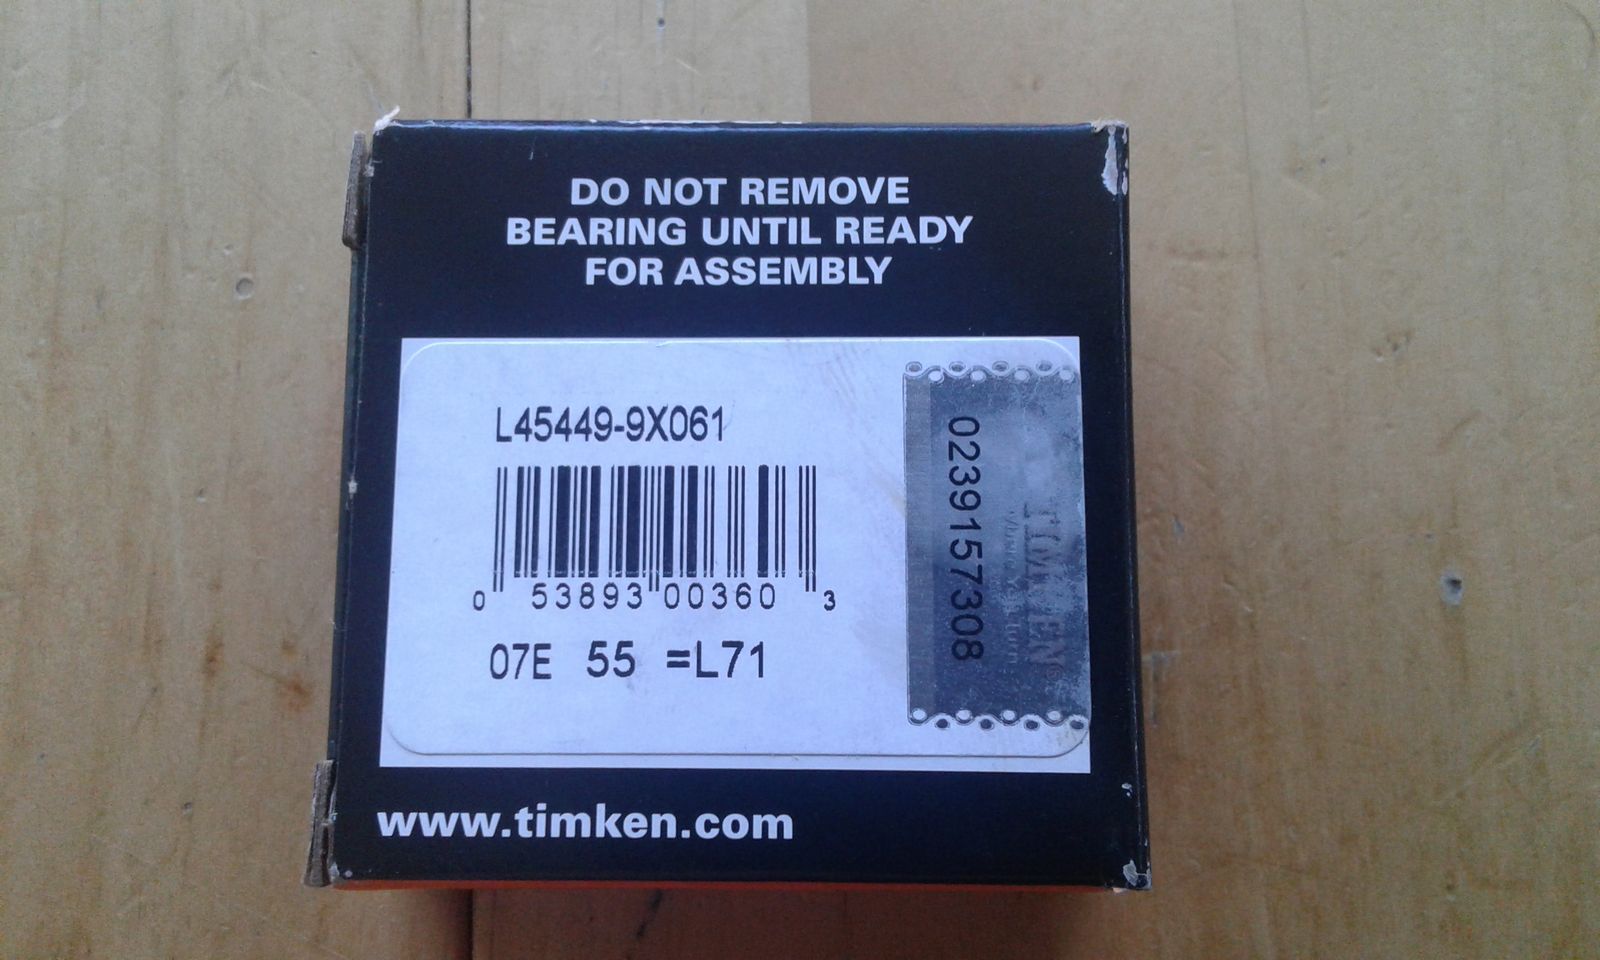 DO NOT REMOVE
BEARING UNTIL READY
FOR ASSEMBLY
L45449-9X061
0 53893 00360 3
07E 55 =L71
0239157308
TIMKEN
www.timken.com